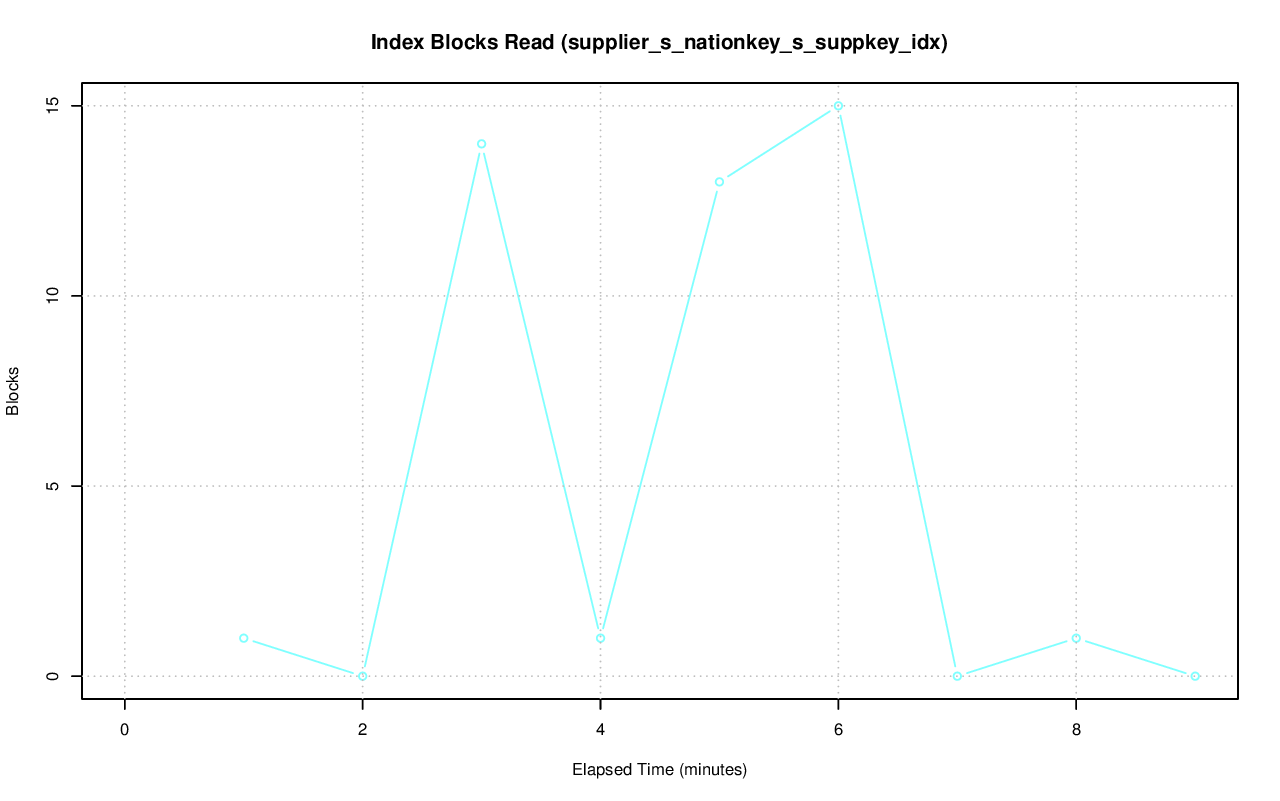 Index Blocks Read (supplier_s_nationkey_s_suppkey_idx)
15
10
5
0
Blocks
0 2 4 6 8
Elapsed Time (minutes)